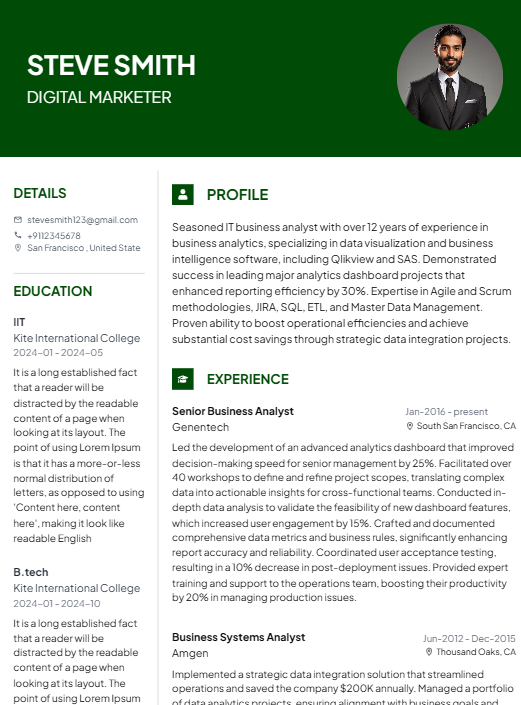 STEVE SMITH
DIGITAL MARKETER
DETAILS
stevesmith123@gmail.com
+9112345678
San Francisco , United State
EDUCATION
IIT
Kite International College
2024-01 - 2024-05
It is a long established fact
that a reader will be
distracted by the readable
content of a page when
looking at its layout. The
point of using Lorem Ipsum
is that it has a more-or-less
normal distribution of
letters, as opposed to using
'Content here, content
here', making it look like
readable English
B.tech
Kite International College
2024-01 - 2024-10
It is a long established fact
that a reader will be
distracted by the readable
content of a page when
looking at its layout. The
point of using Lorem Ipsum
PROFILE
Seasoned IT business analyst with over 12 years of experience in
business analytics, specializing in data visualization and business
intelligence software, including Qlikview and SAS. Demonstrated
success in leading major analytics dashboard projects that
enhanced reporting efficiency by 30%. Expertise in Agile and Scrum
methodologies, JIRA, SQL, ETL, and Master Data Management.
Proven ability to boost operational efficiencies and achieve
substantial cost savings through strategic data integration projects.
EXPERIENCE
Senior Business Analyst
Jan-2016 - present
Genentech
South San Francisco, CA
Led the development of an advanced analytics dashboard that improved
decision-making speed for senior management by 25%. Facilitated over
40 workshops to define and refine project scopes, translating complex
data into actionable insights for cross-functional teams. Conducted in-
depth data analysis to validate the feasibility of new dashboard features,
which increased user engagement by 15%. Crafted and documented
comprehensive data metrics and business rules, significantly enhancing
report accuracy and reliability. Coordinated user acceptance testing,
resulting in a 10% decrease in post-deployment issues. Provided expert
training and support to the operations team, boosting their productivity
by 20% in managing production issues.
Business Systems Analyst
Jun-2012 - Dec-2015
Amgen
Thousand Oaks, CA
Implemented a strategic data integration solution that streamlined
operations and saved the company $200K annually. Managed a portfolio
of data analytics projects, ensuring alignment with business goals and